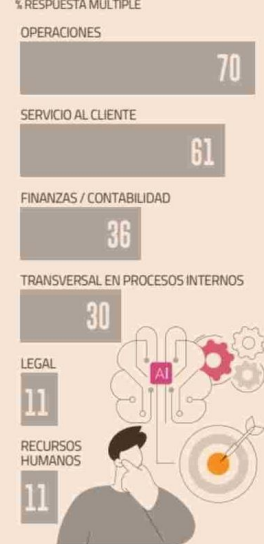 % RESPUESTA MÚLTIPLE
OPERACIONES
70
SERVICIO AL CLIENTE
61
FINANZAS / CONTABILIDAD
36
TRANSVERSAL EN PROCESOS INTERNOS
30
LEGAL
11
AI
RECURSOS
HUMANOS
11